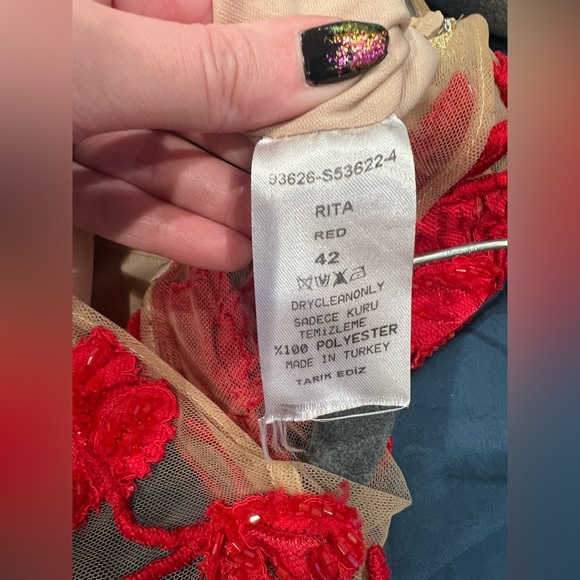 93626-S53622-4
RITA
RED
42
DRYCLEANONLY
SADECE KURU
TEMİZLEME
%100 POLYESTER
MADE IN TURKEY
TARIK EDİZ